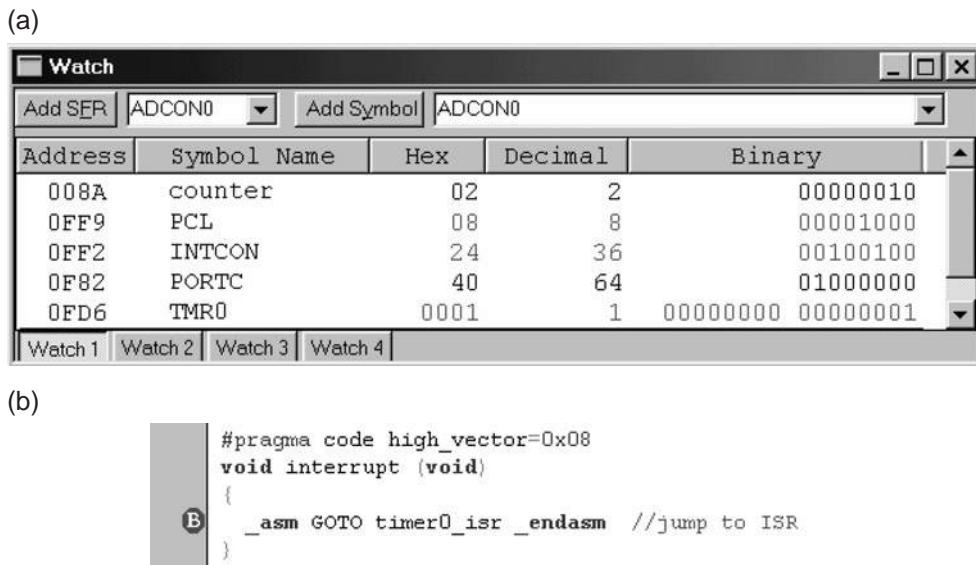 (a)
Watch
Add SFR ADCON0 Add Symbol ADCON0
Address Symbol Name Hex Decimal Binary
008A counter 02 2 00000010
0FF9 PCL 08 8 00001000
0FF2 INTCON 24 36 00100100
0F82 PORTC 40 64 01000000
0FD6 TMR0 0001 1 00000000 00000001
Watch 1 Watch 2 Watch 3 Watch 4
(b)
#pragma code high_vector=0x08
void interrupt (void)
{
B _asm GOTO timer0_isr _endasm //jump to ISR
}